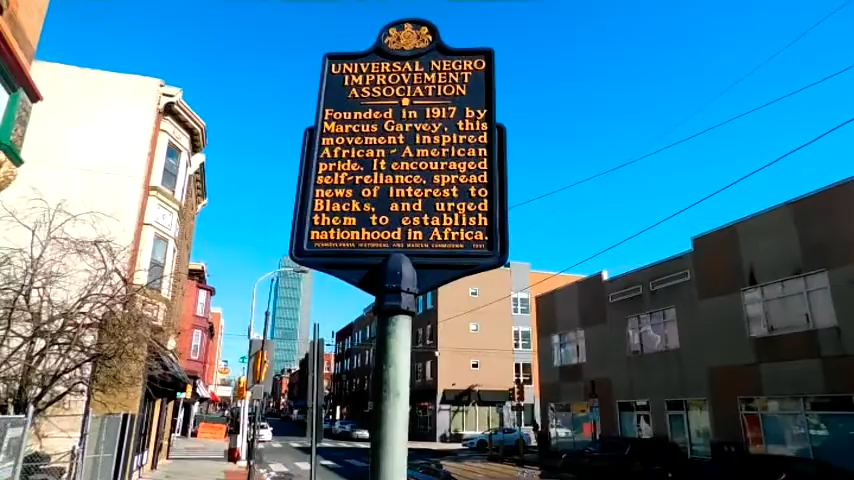 UNIVERSAL NEGRO
IMPROVEMENT
ASSOCIATION
Founded in 1917 by
Marcus Garvey, this
movement inspired
African-American
pride. It encouraged
self-reliance, spread
news of interest to
Blacks, and urged
them to establish
nationhood in Africa.
PENNSYLVANIA HISTORICAL AND MUSEUM COMMISSION 1991